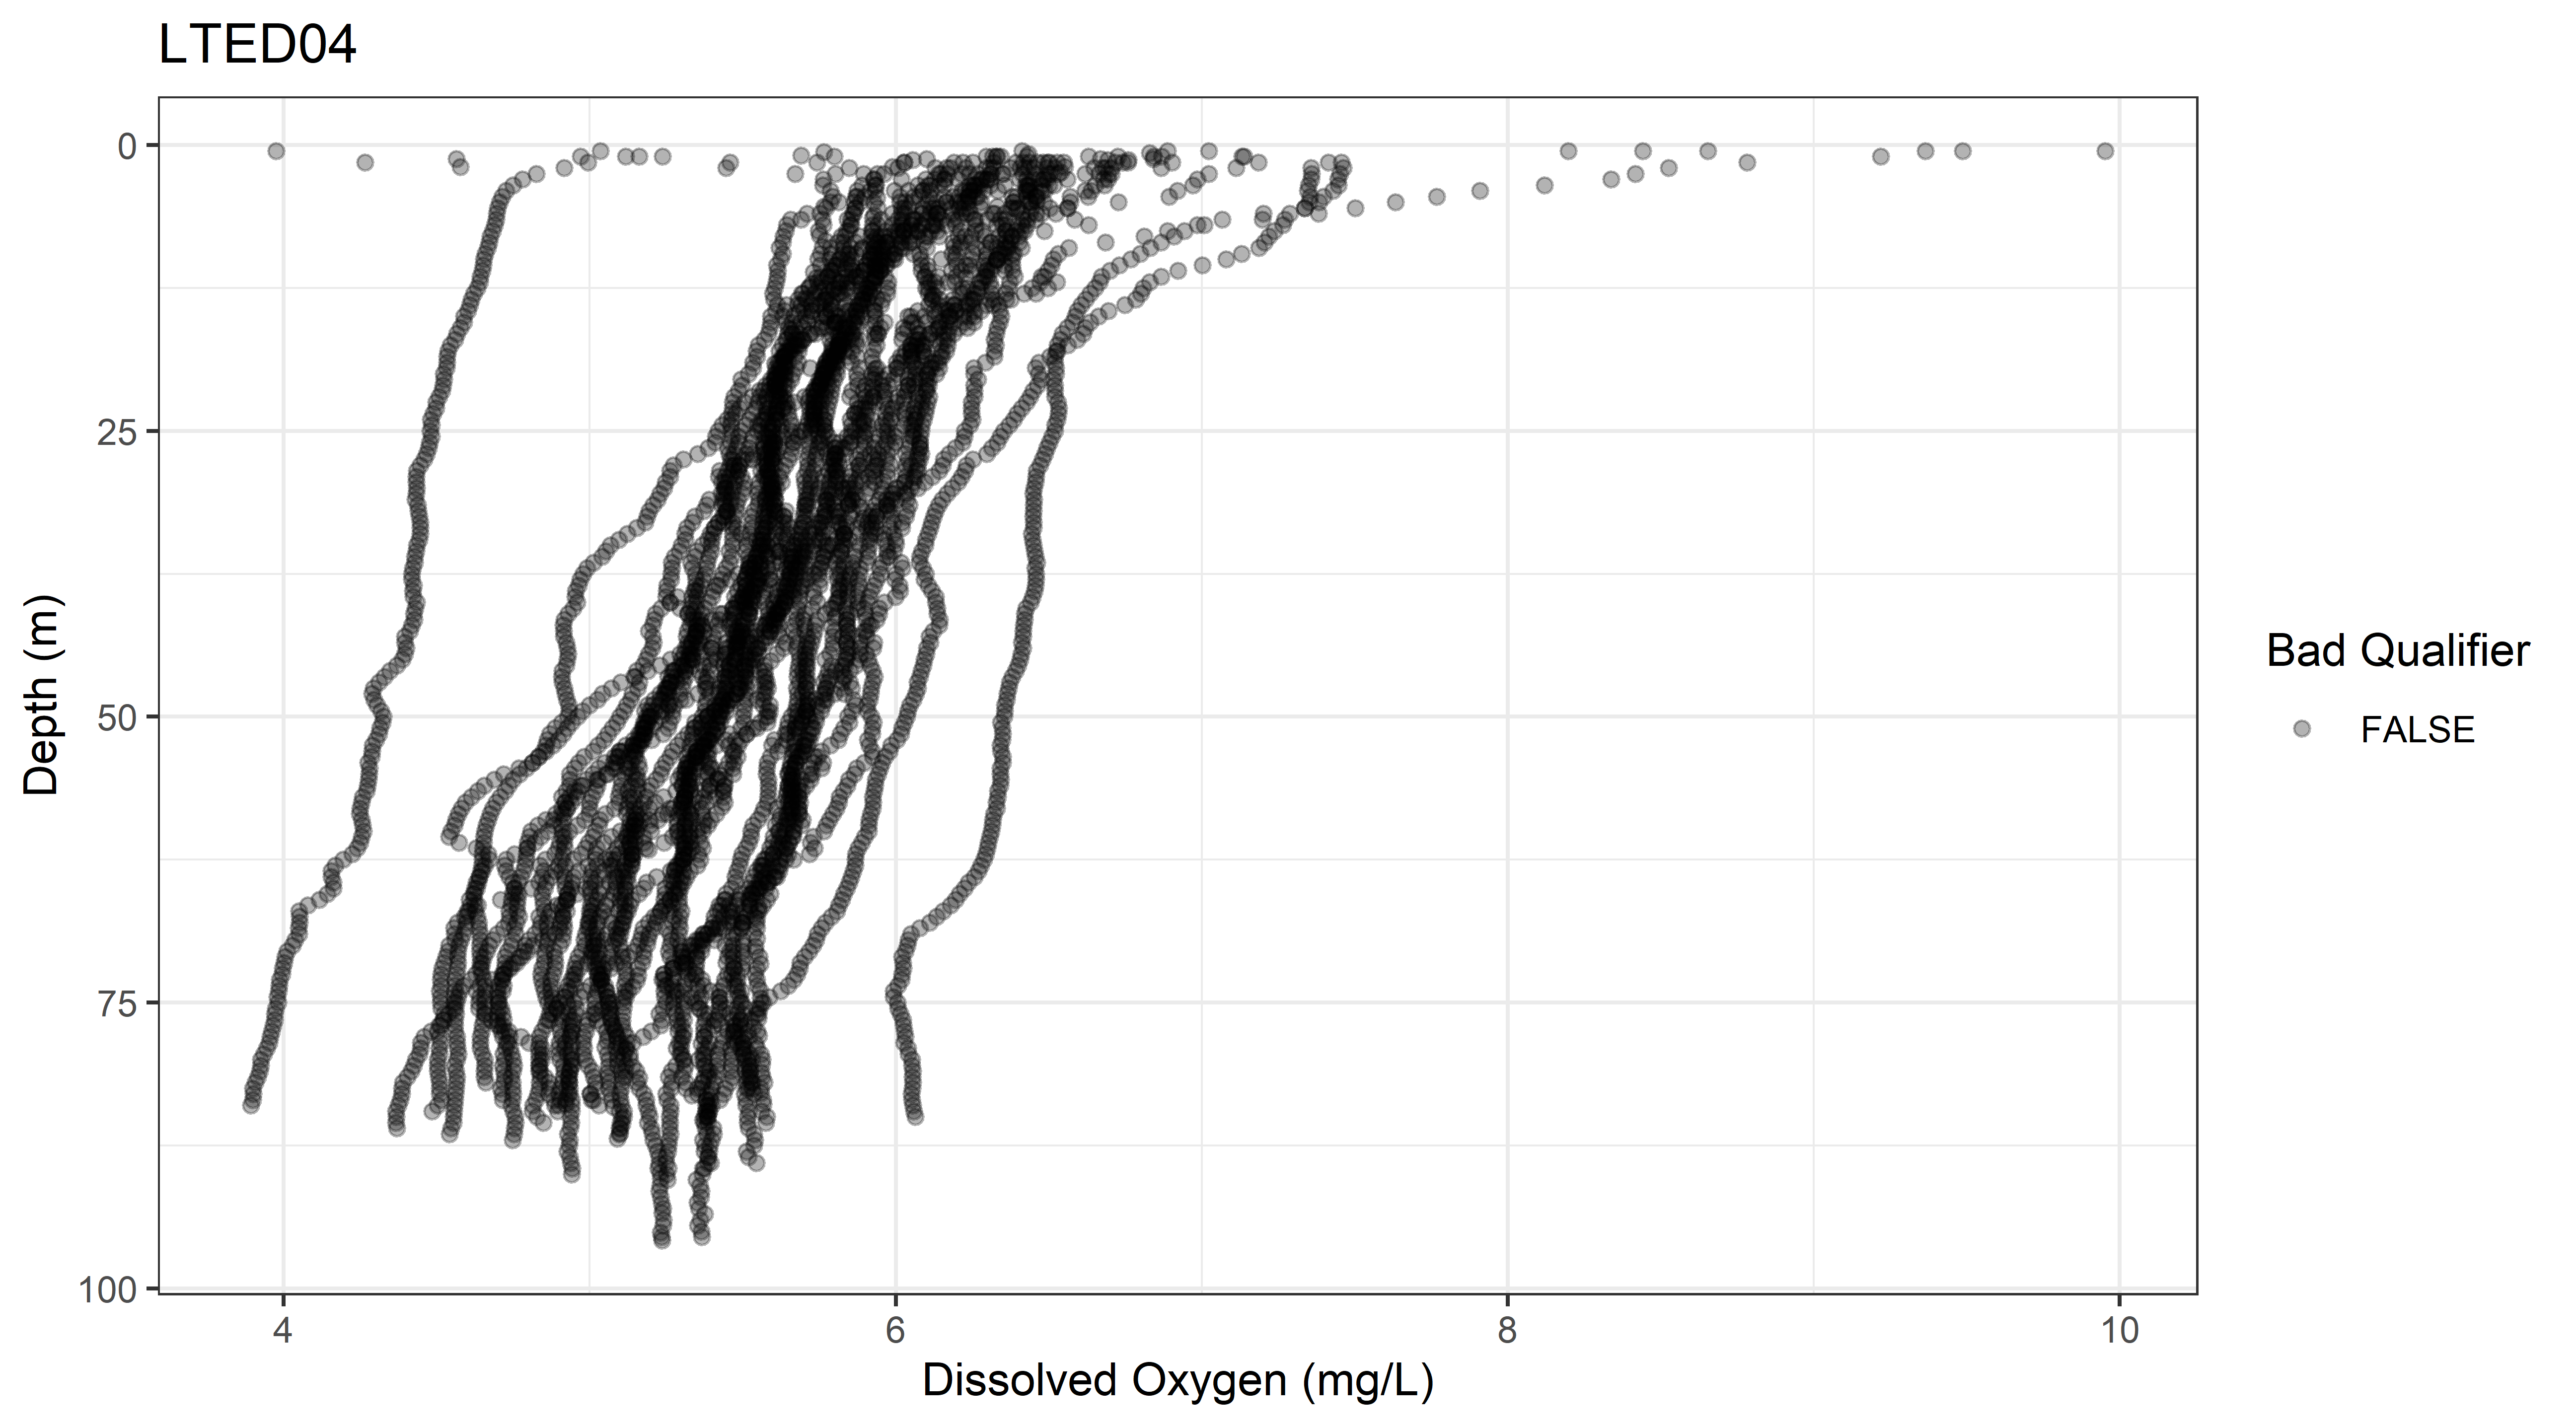 LTED04
0
25
50
75
100
Depth (m)
4 6 8 10
Dissolved Oxygen (mg/L)
Bad Qualifier
FALSE